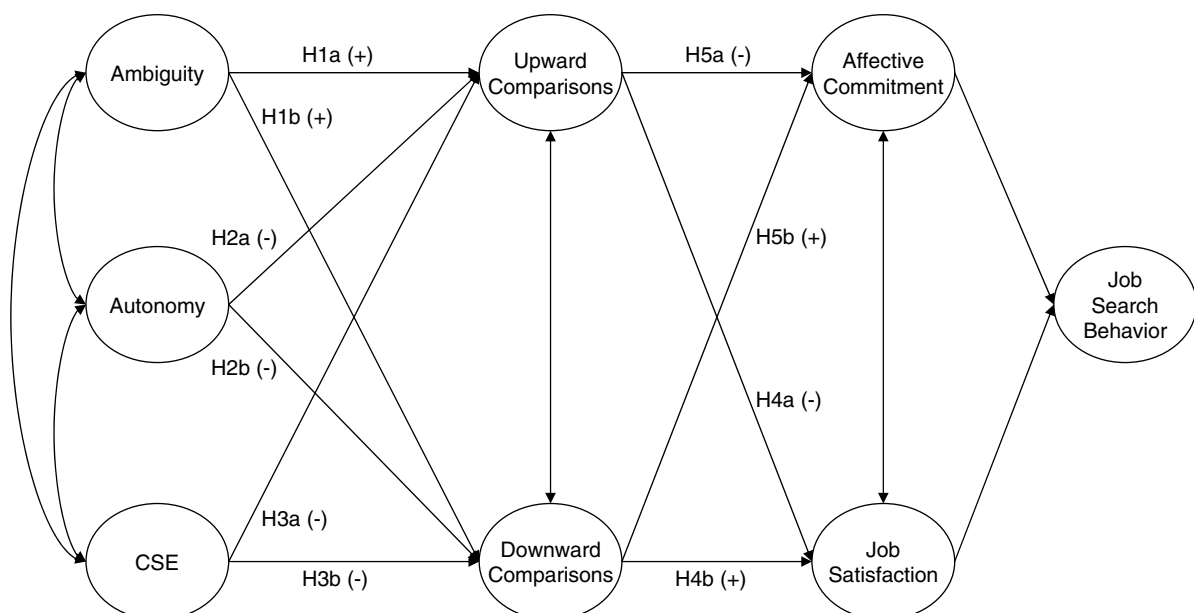 Ambiguity
H1a (+)
Upward
Comparisons
H5a (-)
Affective
Commitment
H1b (+)
H2a (-)
H5b (+)
Autonomy
Job
Search
Behavior
H2b (-)
H4a (-)
H3a (-)
CSE
H3b (-)
Downward
Comparisons
H4b (+)
Job
Satisfaction